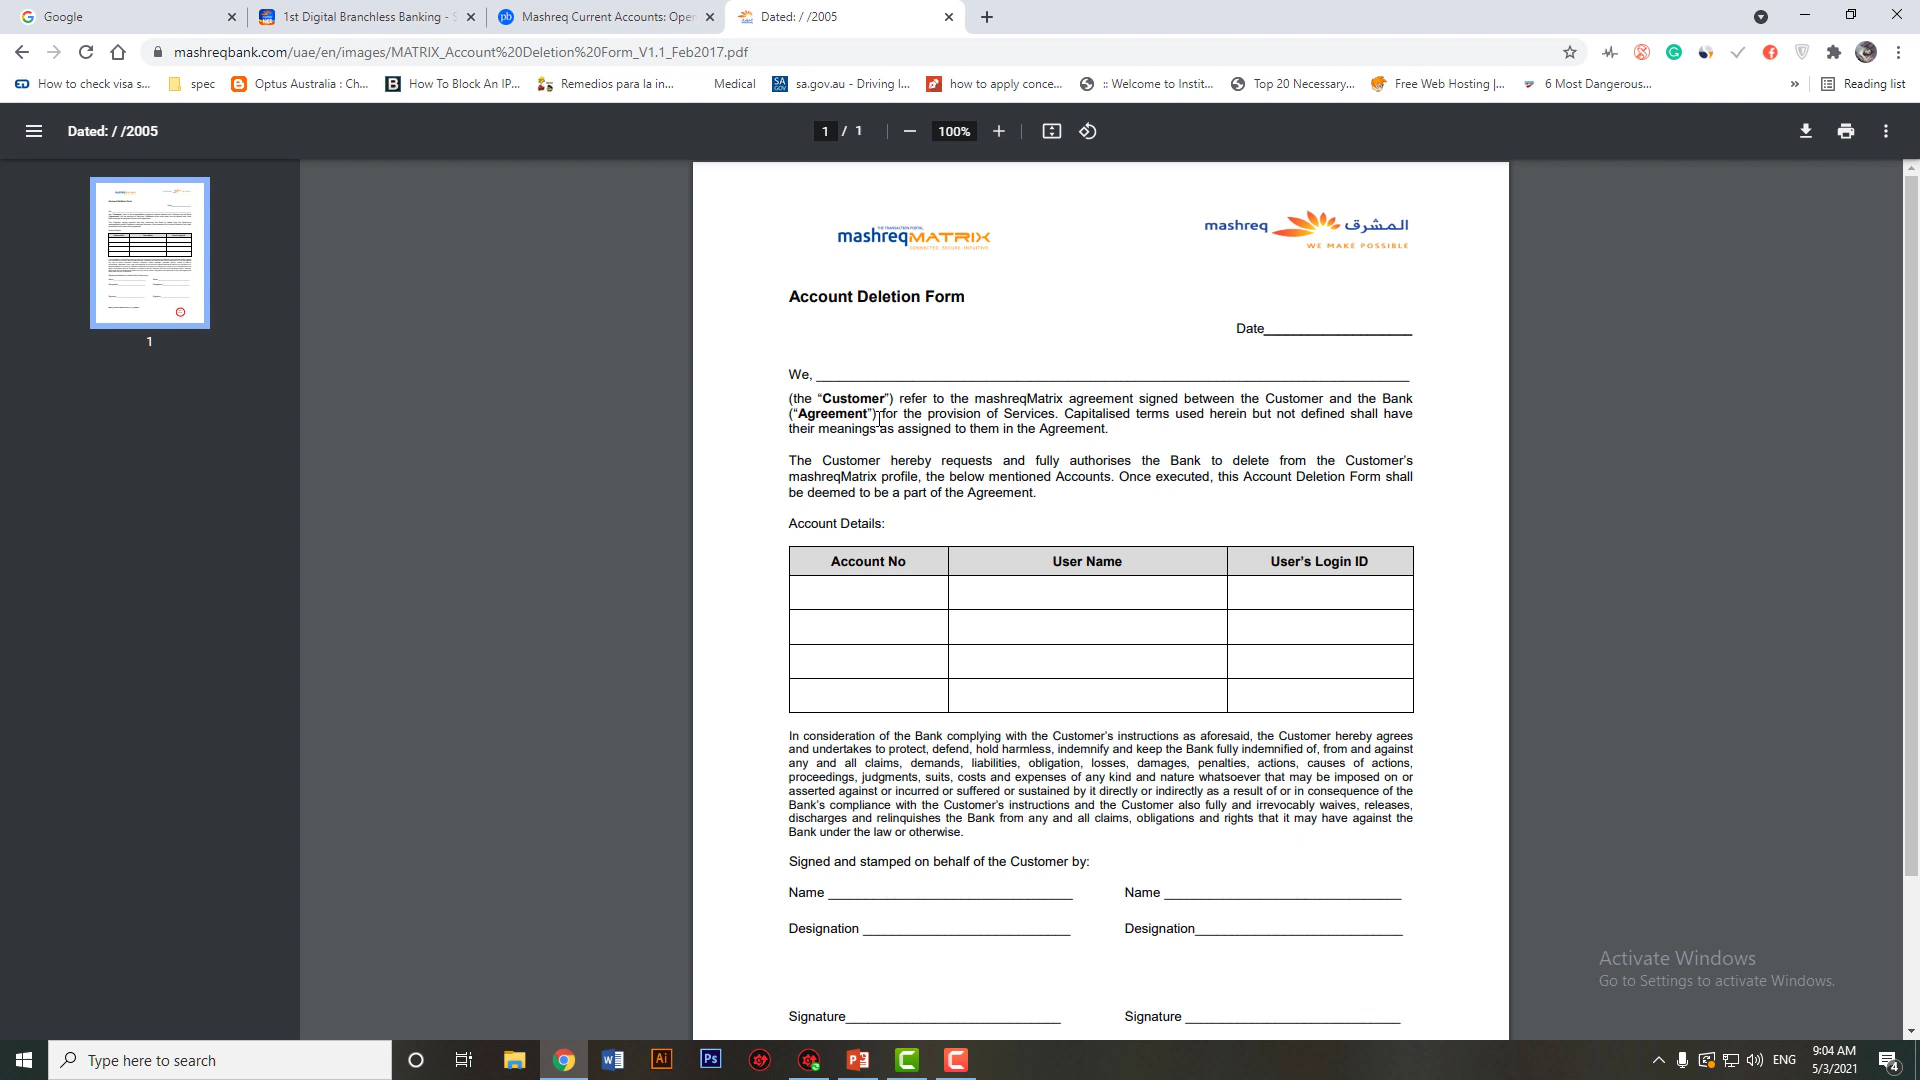 Google
1st Digital Branchless Banking - S
Mashreq Current Accounts: Open
Dated: / /2005
mashreqbank.com/uae/en/images/MATRIX_Account%20Deletion%20Form_V1.1_Feb2017.pdf
How to check visa s...
spec
Optus Australia : Ch...
How To Block An IP...
Remedios para la in...
Medical
sa.gov.au - Driving l...
how to apply conce...
:: Welcome to Instit...
Top 20 Necessary...
Free Web Hosting |...
6 Most Dangerous...
Reading list
Dated: / /2005
1 / 1
100%
1
THE TRANSACTION PORTAL
mashreqMATRIX
CONNECTED. SECURE. INTUITIVE.
mashreq المشرق
WE MAKE POSSIBLE
Account Deletion Form
Date____________________
We, ________________________________________________________________________________
(the “Customer”) refer to the mashreqMatrix agreement signed between the Customer and the Bank
(“Agreement”) for the provision of Services. Capitalised terms used herein but not defined shall have
their meanings as assigned to them in the Agreement.
The Customer hereby requests and fully authorises the Bank to delete from the Customer’s
mashreqMatrix profile, the below mentioned Accounts. Once executed, this Account Deletion Form shall
be deemed to be a part of the Agreement.
Account Details:
Account No User Name User’s Login ID
In consideration of the Bank complying with the Customer’s instructions as aforesaid, the Customer hereby agrees
and undertakes to protect, defend, hold harmless, indemnify and keep the Bank fully indemnified of, from and against
any and all claims, demands, liabilities, obligation, losses, damages, penalties, actions, causes of actions,
proceedings, judgments, suits, costs and expenses of any kind and nature whatsoever that may be imposed on or
asserted against or incurred or suffered or sustained by it directly or indirectly as a result of or in consequence of the
Bank’s compliance with the Customer’s instructions and the Customer also fully and irrevocably waives, releases,
discharges and relinquishes the Bank from any and all claims, obligations and rights that it may have against the
Bank under the law or otherwise.
Signed and stamped on behalf of the Customer by:
Name _________________________________ Name ________________________________
Designation ____________________________ Designation____________________________
Signature_____________________________ Signature _____________________________
Activate Windows
Go to Settings to activate Windows.
Type here to search
ENG
9:04 AM
5/3/2021
4